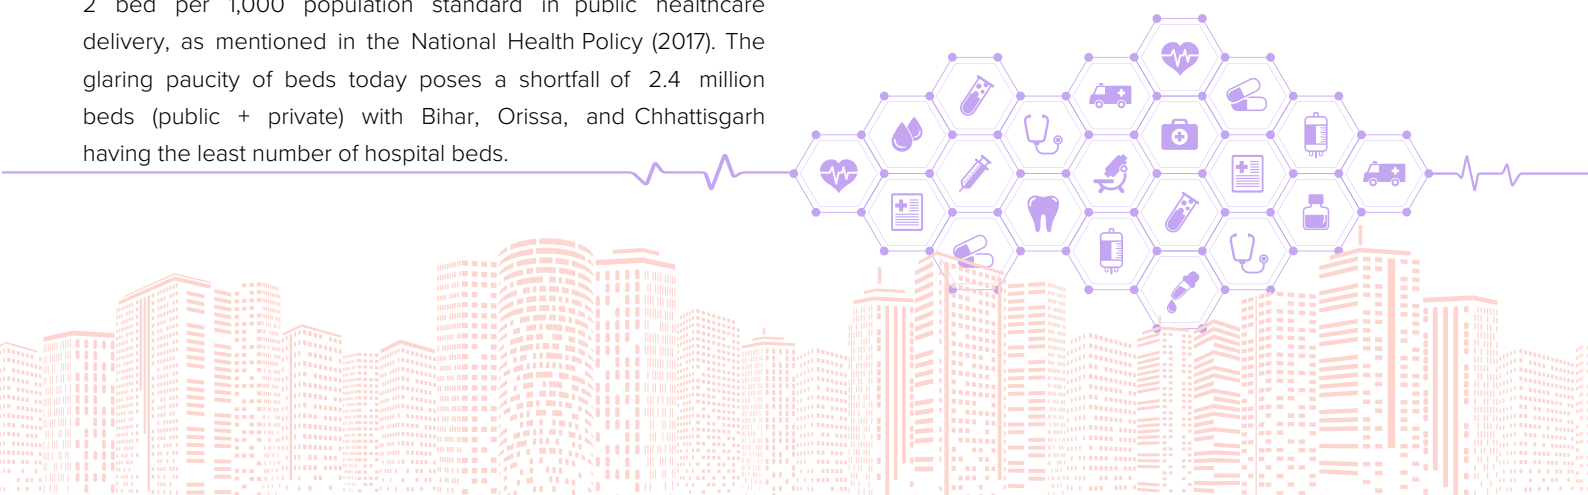 2 bed per 1,000 population standard in public healthcare
delivery, as mentioned in the National Health Policy (2017). The
glaring paucity of beds today poses a shortfall of 2.4 million
beds (public + private) with Bihar, Orissa, and Chhattisgarh
having the least number of hospital beds.